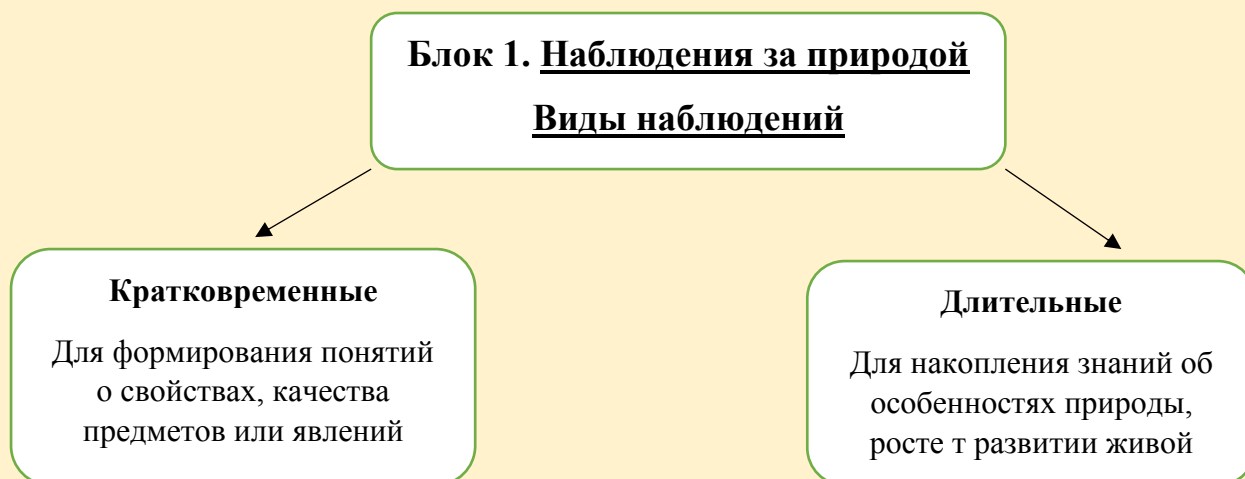 Блок 1. Наблюдения за природой
Виды наблюдений
Кратковременные
Для формирования понятий
о свойствах, качества
предметов или явлений
Длительные
Для накопления знаний об
особенностях природы,
росте т развитии живой